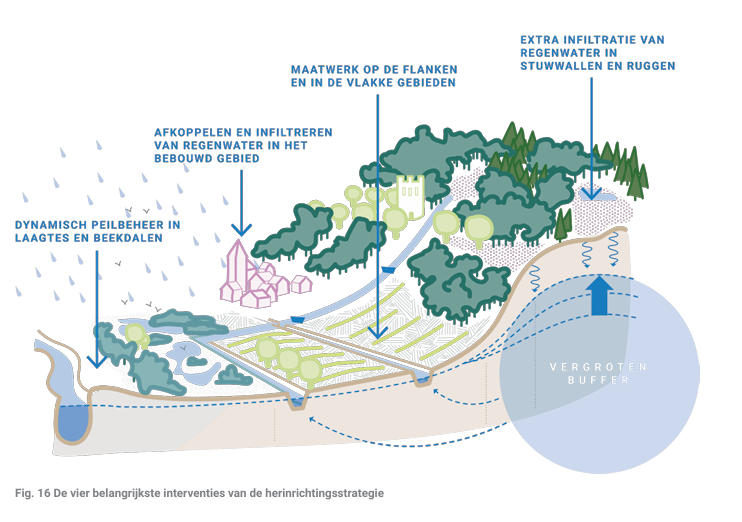 EXTRA INFILTRATIE VAN
REGENWATER IN
STUWWALLEN EN RUGGEN
MAATWERK OP DE FLANKEN
EN IN DE VLAKKE GEBIEDEN
AFKOPPELEN EN INFILTREREN
VAN REGENWATER IN HET
BEBOUWD GEBIED
DYNAMISCH PEILBEHEER IN
LAAGTES EN BEEKDALEN
VERGROTEN
BUFFER
Fig. 16 De vier belangrijkste interventies van de herinrichtingsstrategie